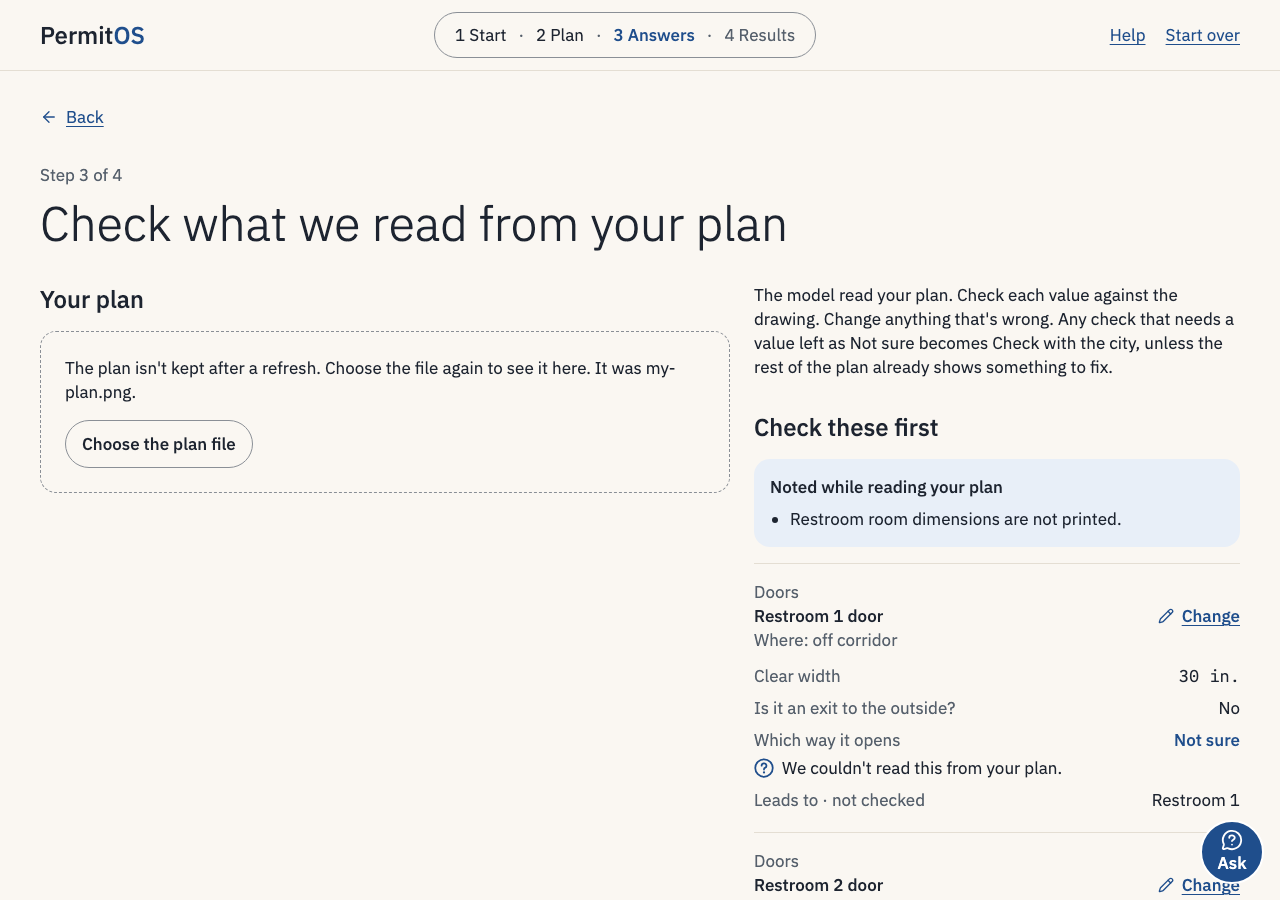 PermitOS
1 Start · 2 Plan · 3 Answers · 4 Results
Help
Start over
Back
Step 3 of 4
Check what we read from your plan
Your plan
The plan isn't kept after a refresh. Choose the file again to see it here. It was my-
plan.png.
Choose the plan file
The model read your plan. Check each value against the
drawing. Change anything that's wrong. Any check that needs a
value left as Not sure becomes Check with the city, unless the
rest of the plan already shows something to fix.
Check these first
Noted while reading your plan
• Restroom room dimensions are not printed.
Doors
Restroom 1 door
Change
Where: off corridor
Clear width 30 in.
Is it an exit to the outside? No
Which way it opens Not sure
We couldn't read this from your plan.
Leads to · not checked Restroom 1
Doors
Restroom 2 door
Change
Ask